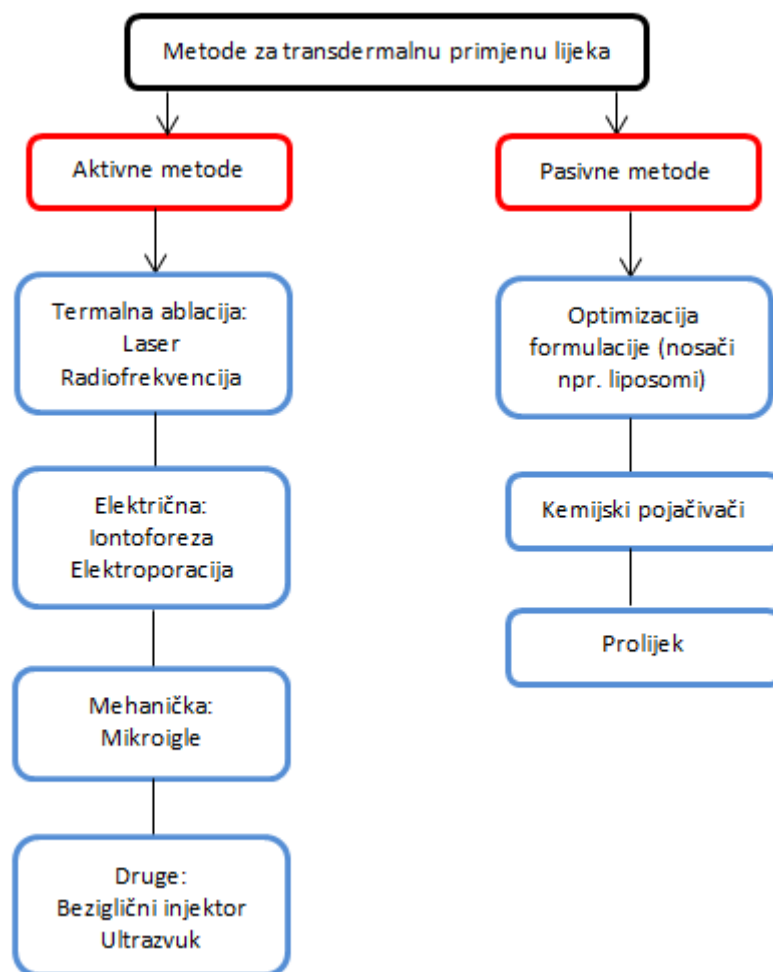 Metode za transdermalnu primjenu lijeka
Aktivne metode
Pasivne metode
Termalna ablacija:
Laser
Radiofrekvencija
Električna:
Iontoforeza
Elektroporacija
Mehanička:
Mikroigle
Druge:
Beziglični injektor
Ultrazvuk
Optimizacija
formulacije (nosači
npr. liposomi)
Kemijski pojačivači
Prolijek